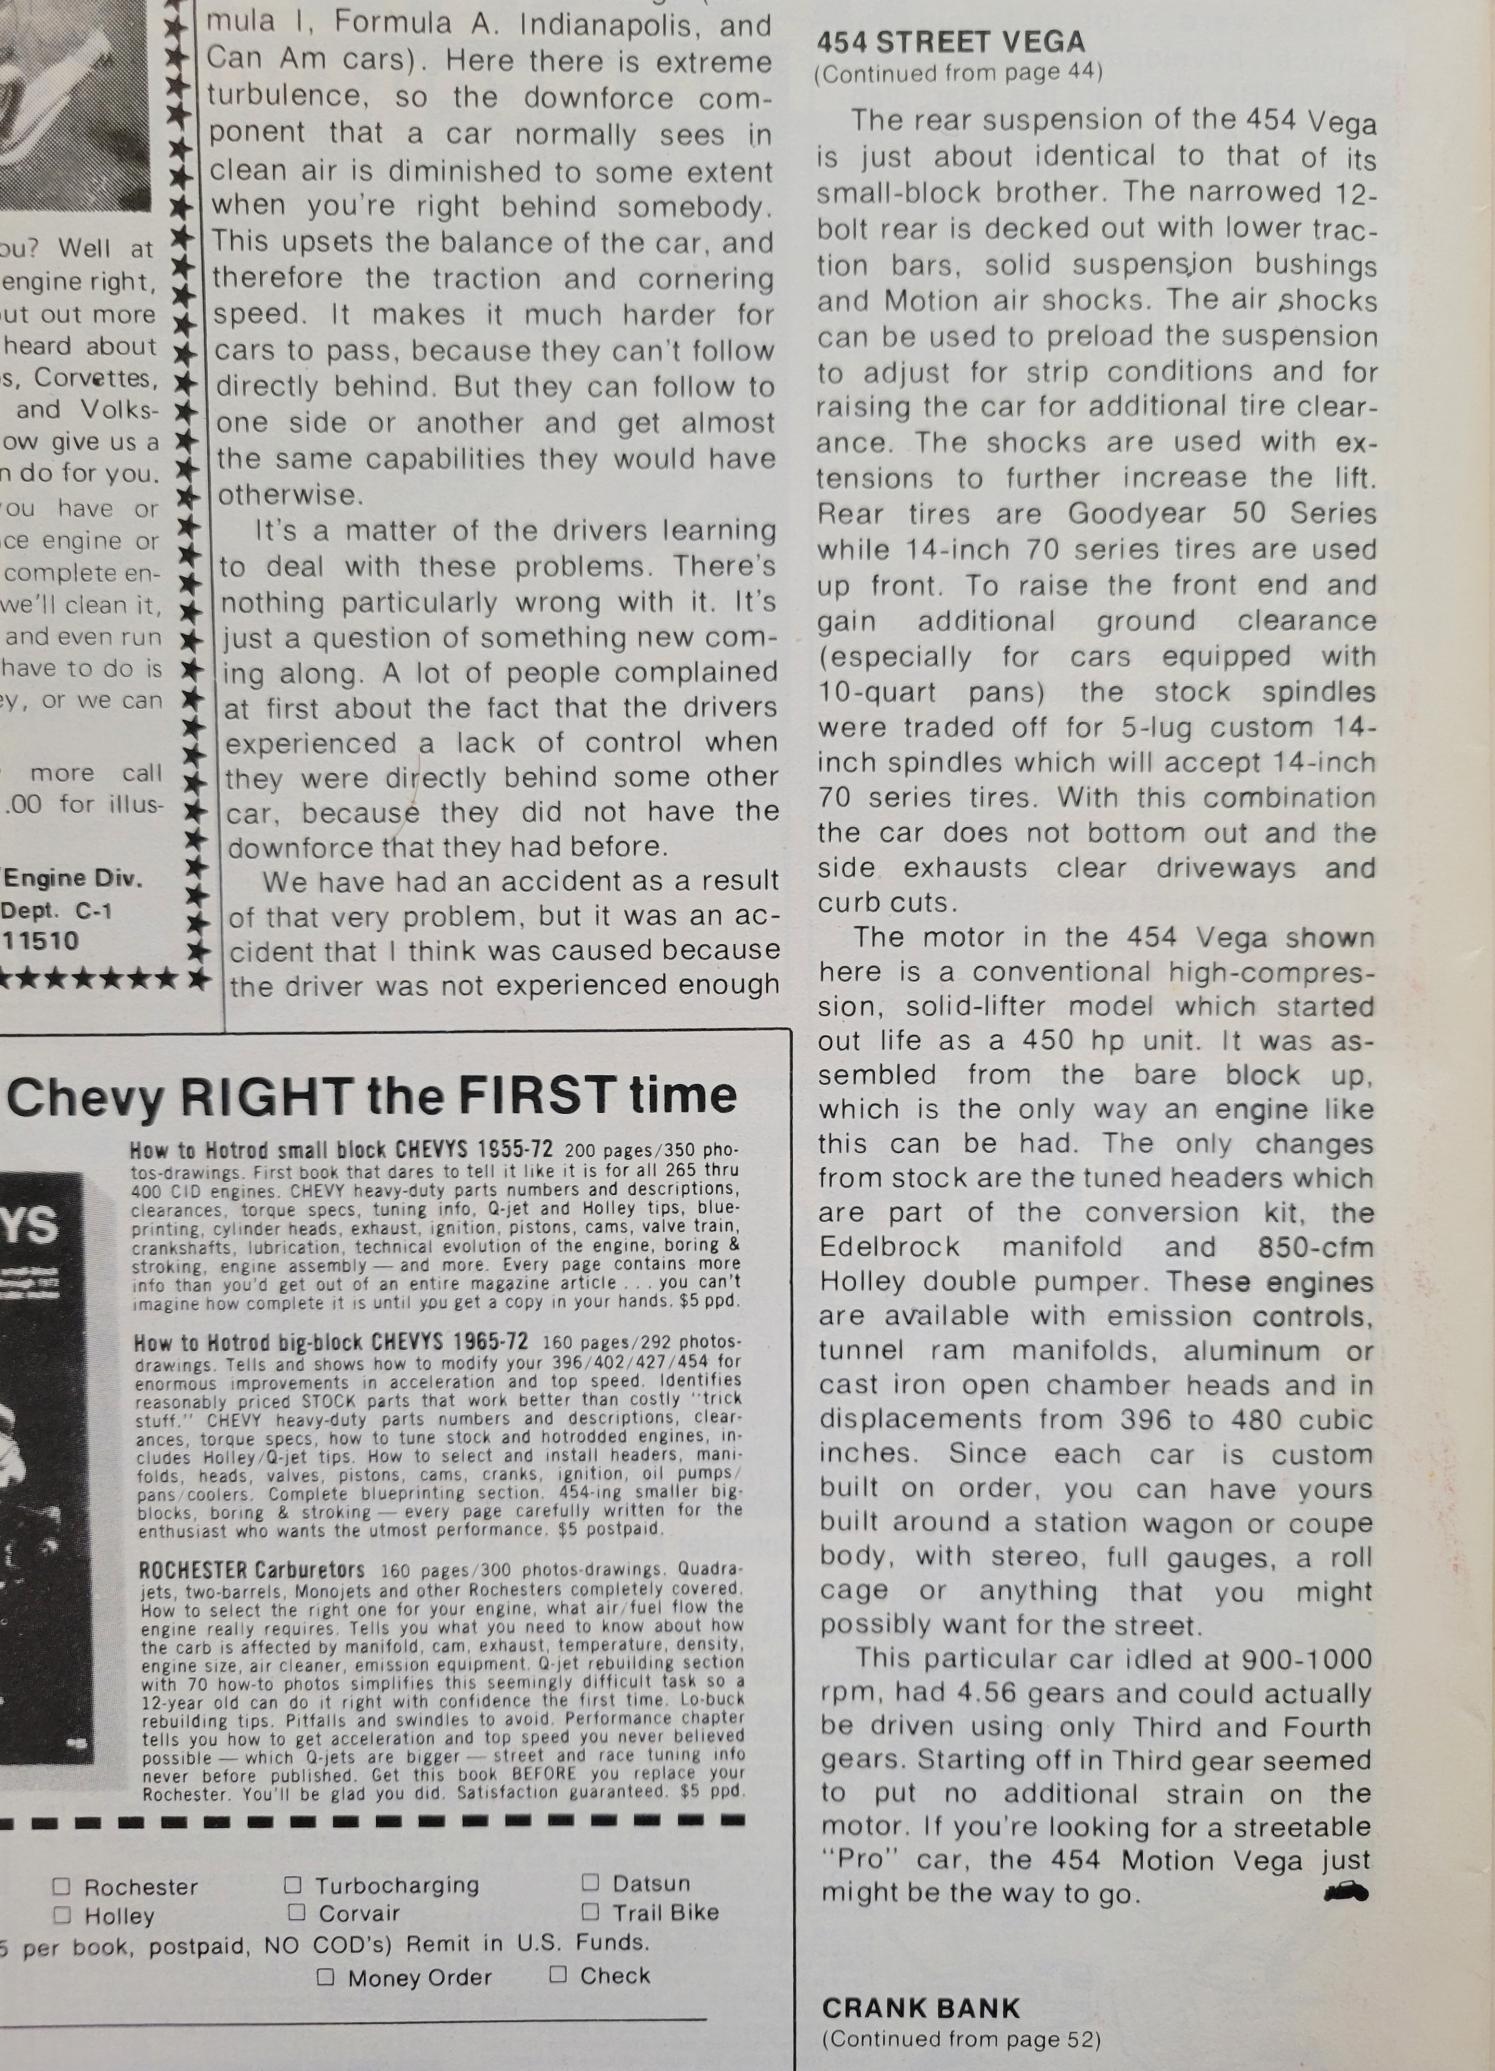 ou? Well at
engine right,
out out more
heard about
s, Corvettes,
and Volks-
ow give us a
n do for you.
ou have or
ce engine or
complete en-
we'll clean it,
and even run
have to do is
ey, or we can
more call
.00 for illus-
Engine Div.
Dept. C-1
11510
mula I, Formula A. Indianapolis, and
Can Am cars). Here there is extreme
turbulence, so the downforce com-
ponent that a car normally sees in
clean air is diminished to some extent
when you're right behind somebody.
This upsets the balance of the car, and
therefore the traction and cornering
speed. It makes it much harder for
cars to pass, because they can't follow
directly behind. But they can follow to
one side or another and get almost
the same capabilities they would have
otherwise.
It's a matter of the drivers learning
to deal with these problems. There's
nothing particularly wrong with it. It's
just a question of something new com-
ing along. A lot of people complained
at first about the fact that the drivers
experienced a lack of control when
they were directly behind some other
car, because they did not have the
downforce that they had before.
We have had an accident as a result
of that very problem, but it was an ac-
cident that I think was caused because
the driver was not experienced enough
Chevy RIGHT the FIRST time
YS
How to Hotrod small block CHEVYS 1955-72 200 pages/350 pho-
tos-drawings. First book that dares to tell it like it is for all 265 thru
400 CID engines. CHEVY heavy-duty parts numbers and descriptions,
clearances, torque specs, tuning info, Q-jet and Holley tips, blue-
printing, cylinder heads, exhaust, ignition, pistons, cams, valve train,
crankshafts, lubrication, technical evolution of the engine, boring &
stroking, engine assembly — and more. Every page contains more
info than you'd get out of an entire magazine article . . . you can't
imagine how complete it is until you get a copy in your hands. $5 ppd.
How to Hotrod big-block CHEVYS 1965-72 160 pages/292 photos-
drawings. Tells and shows how to modify your 396/402/427/454 for
enormous improvements in acceleration and top speed. Identifies
reasonably priced STOCK parts that work better than costly "trick
stuff." CHEVY heavy-duty parts numbers and descriptions, clear-
ances, torque specs, how to tune stock and hotrodded engines, in-
cludes Holley/Q-jet tips. How to select and install headers, mani-
folds, heads, valves, pistons, cams, cranks, ignition, oil pumps/
pans/coolers. Complete blueprinting section. 454-ing smaller big-
blocks, boring & stroking — every page carefully written for the
enthusiast who wants the utmost performance. $5 postpaid.
ROCHESTER Carburetors 160 pages/300 photos-drawings. Quadra-
jets, two-barrels, Monojets and other Rochesters completely covered.
How to select the right one for your engine, what air/fuel flow the
engine really requires. Tells you what you need to know about how
the carb is affected by manifold, cam, exhaust, temperature, density,
engine size, air cleaner, emission equipment. Q-jet rebuilding section
with 70 how-to photos simplifies this seemingly difficult task so a
12-year old can do it right with confidence the first time. Lo-buck
rebuilding tips. Pitfalls and swindles to avoid. Performance chapter
tells you how to get acceleration and top speed you never believed
possible — which Q-jets are bigger — street and race tuning info
never before published. Get this book BEFORE you replace your
Rochester. You'll be glad you did. Satisfaction guaranteed. $5 ppd.
☐ Rochester ☐ Turbocharging ☐ Datsun
☐ Holley ☐ Corvair ☐ Trail Bike
5 per book, postpaid, NO COD's) Remit in U.S. Funds.
☐ Money Order ☐ Check
454 STREET VEGA
(Continued from page 44)
The rear suspension of the 454 Vega
is just about identical to that of its
small-block brother. The narrowed 12-
bolt rear is decked out with lower trac-
tion bars, solid suspension bushings
and Motion air shocks. The air shocks
can be used to preload the suspension
to adjust for strip conditions and for
raising the car for additional tire clear-
ance. The shocks are used with ex-
tensions to further increase the lift.
Rear tires are Goodyear 50 Series
while 14-inch 70 series tires are used
up front. To raise the front end and
gain additional ground clearance
(especially for cars equipped with
10-quart pans) the stock spindles
were traded off for 5-lug custom 14-
inch spindles which will accept 14-inch
70 series tires. With this combination
the car does not bottom out and the
side exhausts clear driveways and
curb cuts.
The motor in the 454 Vega shown
here is a conventional high-compres-
sion, solid-lifter model which started
out life as a 450 hp unit. It was as-
sembled from the bare block up,
which is the only way an engine like
this can be had. The only changes
from stock are the tuned headers which
are part of the conversion kit, the
Edelbrock manifold and 850-cfm
Holley double pumper. These engines
are available with emission controls,
tunnel ram manifolds, aluminum or
cast iron open chamber heads and in
displacements from 396 to 480 cubic
inches. Since each car is custom
built on order, you can have yours
built around a station wagon or coupe
body, with stereo, full gauges, a roll
cage or anything that you might
possibly want for the street.
This particular car idled at 900-1000
rpm, had 4.56 gears and could actually
be driven using only Third and Fourth
gears. Starting off in Third gear seemed
to put no additional strain on the
motor. If you're looking for a streetable
"Pro" car, the 454 Motion Vega just
might be the way to go.
CRANK BANK
(Continued from page 52)